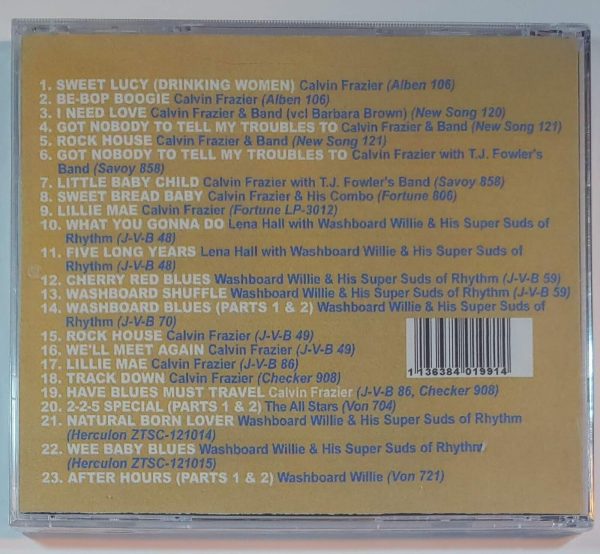 1. SWEET LUCY (DRINKING WOMEN) Calvin Frazier (Alben 106)
2. BE-BOP BOOGIE Calvin Frazier (Alben 106)
3. I NEED LOVE Calvin Frazier & Band (vcl Barbara Brown) (New Song 120)
4. GOT NOBODY TO TELL MY TROUBLES TO Calvin Frazier & Band (New Song 121)
5. ROCK HOUSE Calvin Frazier & Band (New Song 121)
6. GOT NOBODY TO TELL MY TROUBLES TO Calvin Frazier with T.J. Fowler's
Band (Savoy 858)
7. LITTLE BABY CHILD Calvin Frazier with T.J. Fowler's Band (Savoy 858)
8. SWEET BREAD BABY Calvin Frazier & His Combo (Fortune 806)
9. LILLIE MAE Calvin Frazier (Fortune LP-3012)
10. WHAT YOU GONNA DO Lena Hall with Washboard Willie & His Super Suds of
Rhythm (J-V-B 48)
11. FIVE LONG YEARS Lena Hall with Washboard Willie & His Super Suds of
Rhythm (J-V-B 48)
12. CHERRY RED BLUES Washboard Willie & His Super Suds of Rhythm (J-V-B 59)
13. WASHBOARD SHUFFLE Washboard Willie & His Super Suds of Rhythm (J-V-B 59)
14. WASHBOARD BLUES (PARTS 1 & 2) Washboard Willie & His Super Suds of
Rhythm (J-V-B 70)
15. ROCK HOUSE Calvin Frazier (J-V-B 49)
16. WE'LL MEET AGAIN Calvin Frazier (J-V-B 49)
17. LILLIE MAE Calvin Frazier (J-V-B 86)
18. TRACK DOWN Calvin Frazier (Checker 908)
19. HAVE BLUES MUST TRAVEL Calvin Frazier (J-V-B 86, Checker 908)
20. 2-2-5 SPECIAL (PARTS 1 & 2) The All Stars (Von 704)
21. NATURAL BORN LOVER Washboard Willie & His Super Suds of Rhythm
(Herculon ZTSC-121014)
22. WEE BABY BLUES Washboard Willie & His Super Suds of Rhythm
(Herculon ZTSC-121015)
23. AFTER HOURS (PARTS 1 & 2) Washboard Willie (Von 721)
1 136384 019914